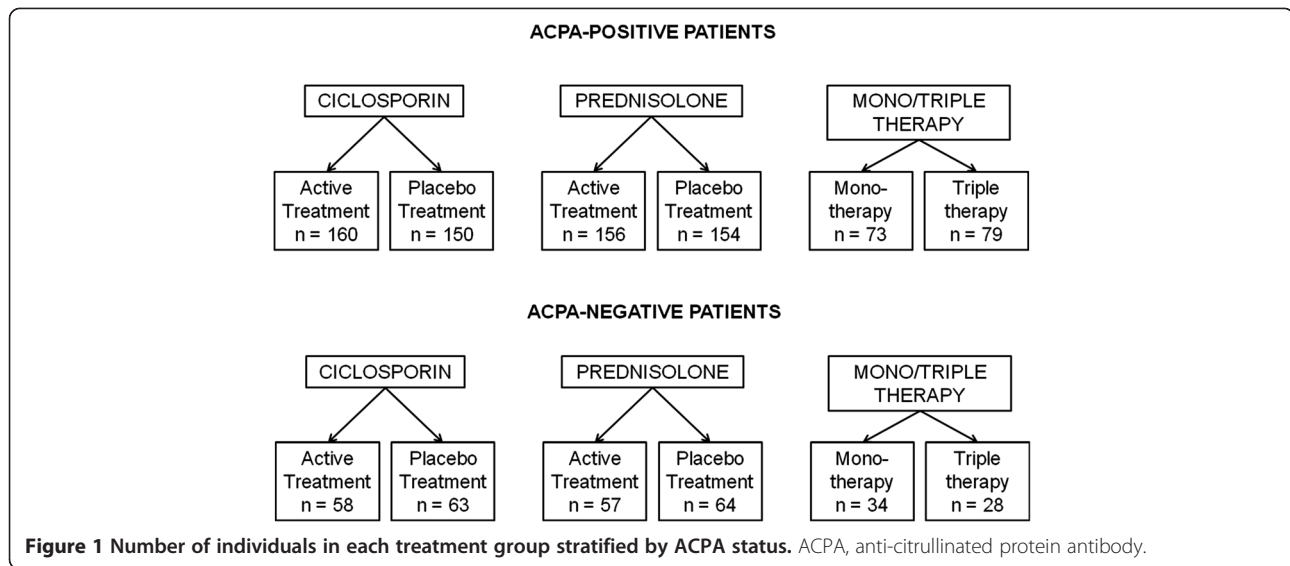 ACPA-POSITIVE PATIENTS
CICLOSPORIN
PREDNISOLONE
MONO/TRIPLE
THERAPY
Active
Treatment
n = 160
Placebo
Treatment
n = 150
Active
Treatment
n = 156
Placebo
Treatment
n = 154
Mono-
therapy
n = 73
Triple
therapy
n = 79
ACPA-NEGATIVE PATIENTS
CICLOSPORIN
PREDNISOLONE
MONO/TRIPLE
THERAPY
Active
Treatment
n = 58
Placebo
Treatment
n = 63
Active
Treatment
n = 57
Placebo
Treatment
n = 64
Mono-
therapy
n = 34
Triple
therapy
n = 28
Figure 1 Number of individuals in each treatment group stratified by ACPA status. ACPA, anti-citrullinated protein antibody.